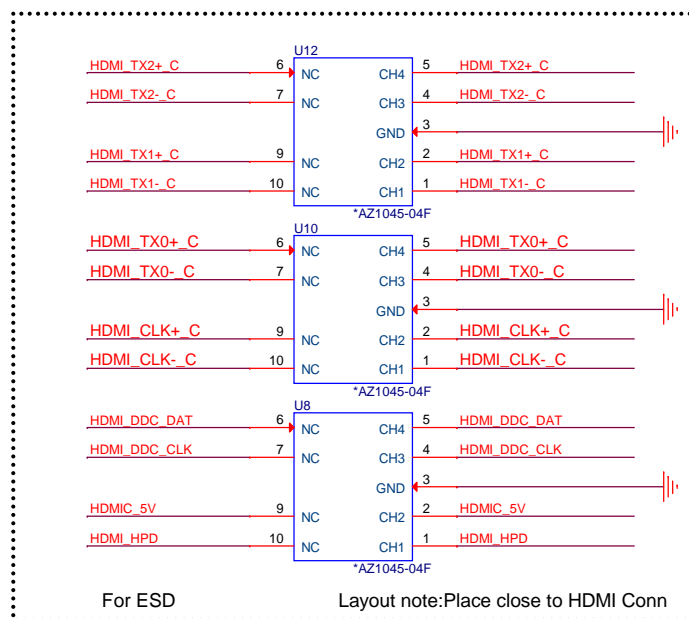 U12
HDMI_TX2+_C 6 NC CH4 5 HDMI_TX2+_C
HDMI_TX2-_C 7 NC CH3 4 HDMI_TX2-_C
GND 3
HDMI_TX1+_C 9 NC CH2 2 HDMI_TX1+_C
HDMI_TX1-_C 10 NC CH1 1 HDMI_TX1-_C
*AZ1045-04F
U10
HDMI_TX0+_C 6 NC CH4 5 HDMI_TX0+_C
HDMI_TX0-_C 7 NC CH3 4 HDMI_TX0-_C
GND 3
HDMI_CLK+_C 9 NC CH2 2 HDMI_CLK+_C
HDMI_CLK-_C 10 NC CH1 1 HDMI_CLK-_C
*AZ1045-04F
U8
HDMI_DDC_DAT 6 NC CH4 5 HDMI_DDC_DAT
HDMI_DDC_CLK 7 NC CH3 4 HDMI_DDC_CLK
GND 3
HDMIC_5V 9 NC CH2 2 HDMIC_5V
HDMI_HPD 10 NC CH1 1 HDMI_HPD
*AZ1045-04F
For ESD Layout note:Place close to HDMI Conn